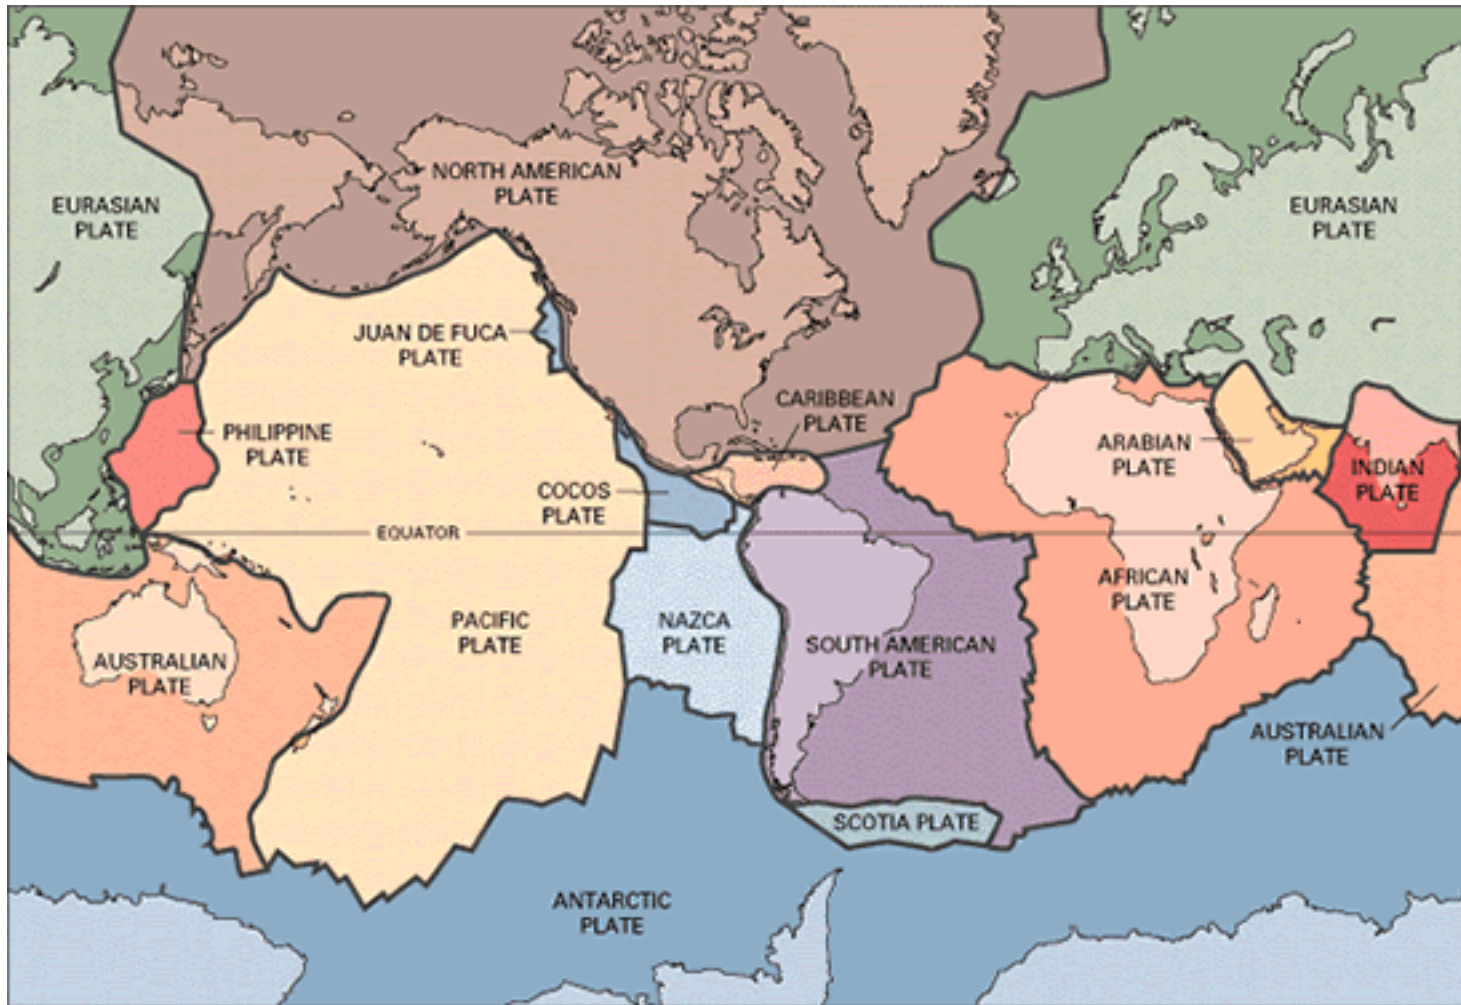 NORTH AMERICAN
PLATE
EURASIAN
PLATE
EURASIAN
PLATE
JUAN DE FUCA
PLATE
CARIBBEAN
PLATE
PHILIPPINE
PLATE
ARABIAN
PLATE
INDIAN
PLATE
COCOS
PLATE
EQUATOR
AFRICAN
PLATE
PACIFIC
PLATE
NAZCA
PLATE
SOUTH AMERICAN
PLATE
AUSTRALIAN
PLATE
AUSTRALIAN
PLATE
SCOTIA PLATE
ANTARCTIC
PLATE